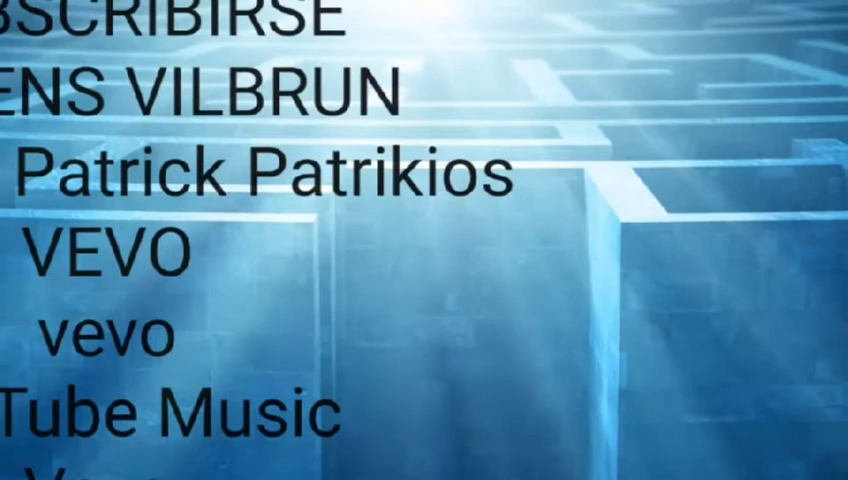 BSCRIBIRSE
ENS VILBRUN
Patrick Patrikios
VEVO
vevo
Tube Music